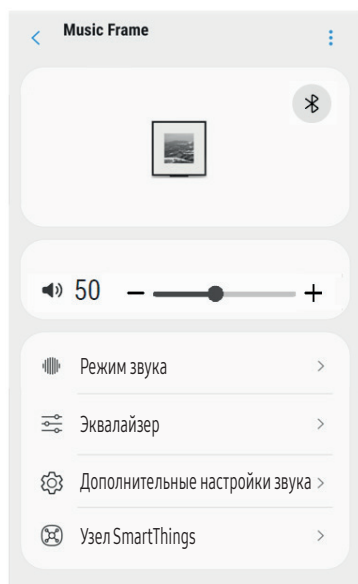 Music Frame
50
Режим звука
Эквалайзер
Дополнительные настройки звука
Узел SmartThings